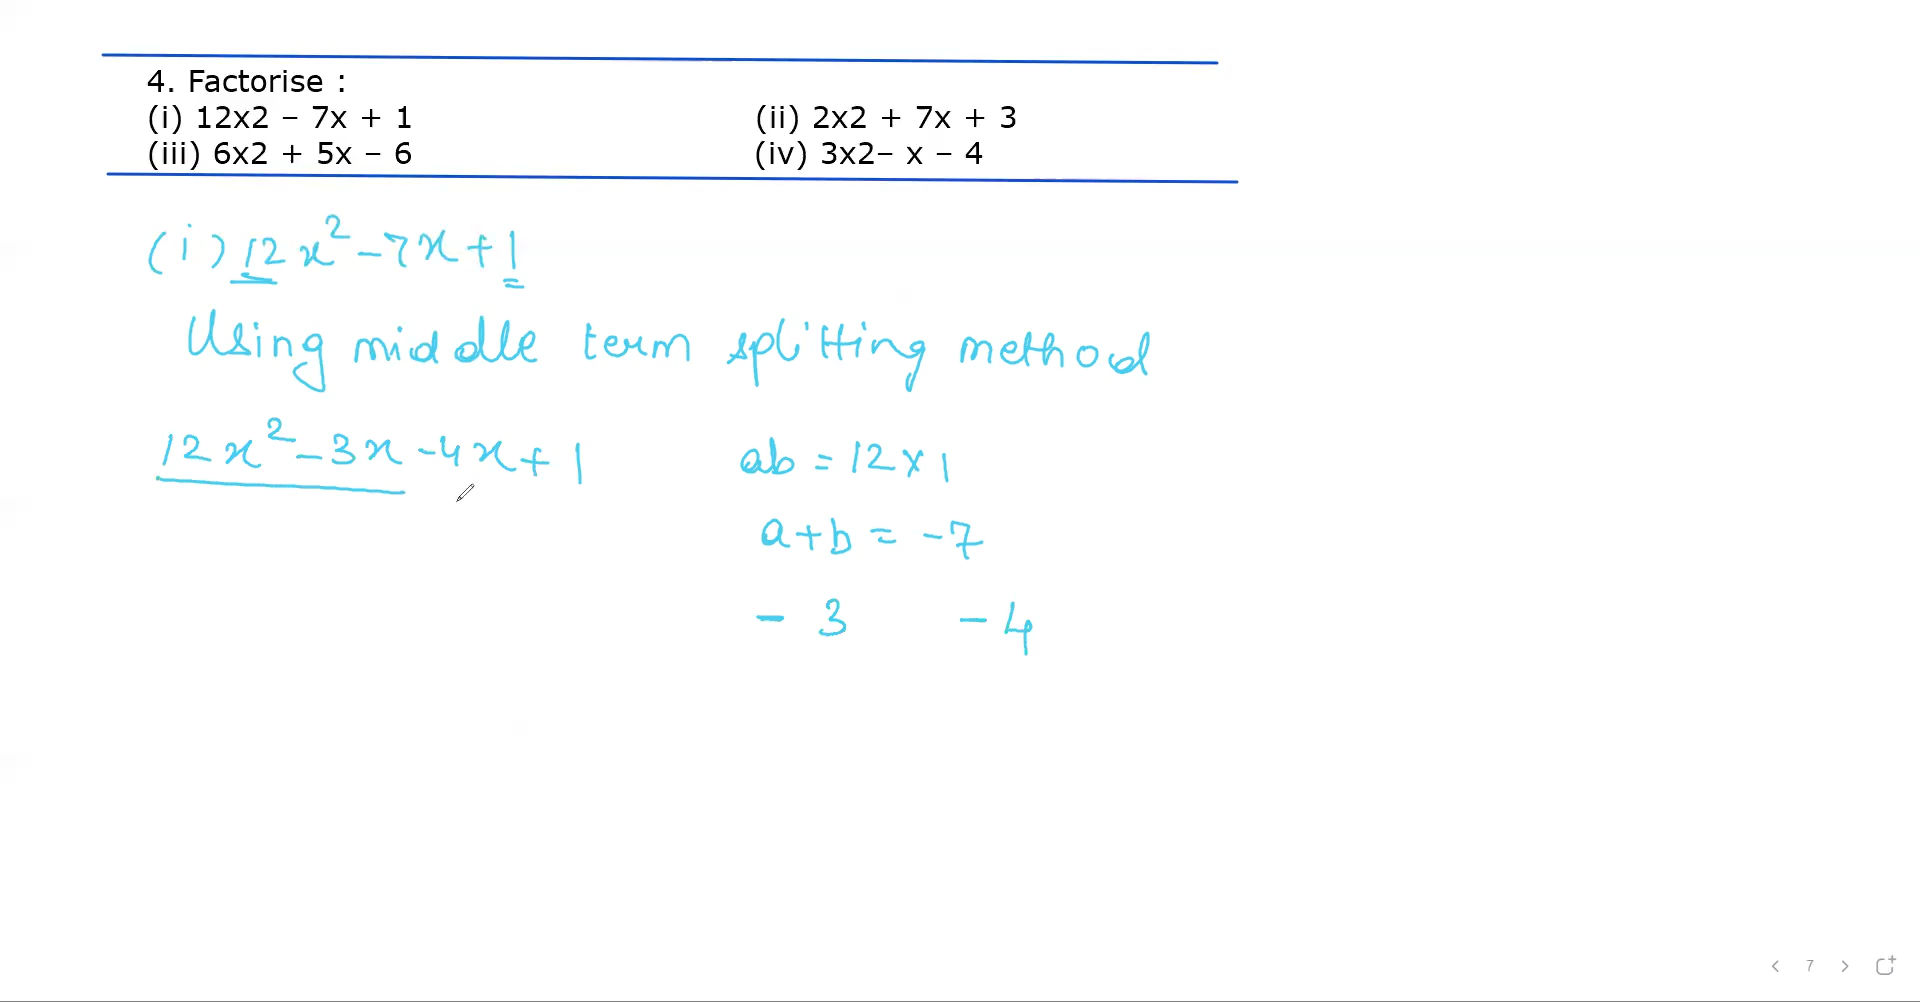 4. Factorise :
(i) 12x2 – 7x + 1 (ii) 2x2 + 7x + 3
(iii) 6x2 + 5x – 6 (iv) 3x2– x – 4
(i) 12x² -7x+1
Using middle term splitting method
12x² -3x -4x+1 ab = 12×1
a+b = -7
- 3 - 4
7